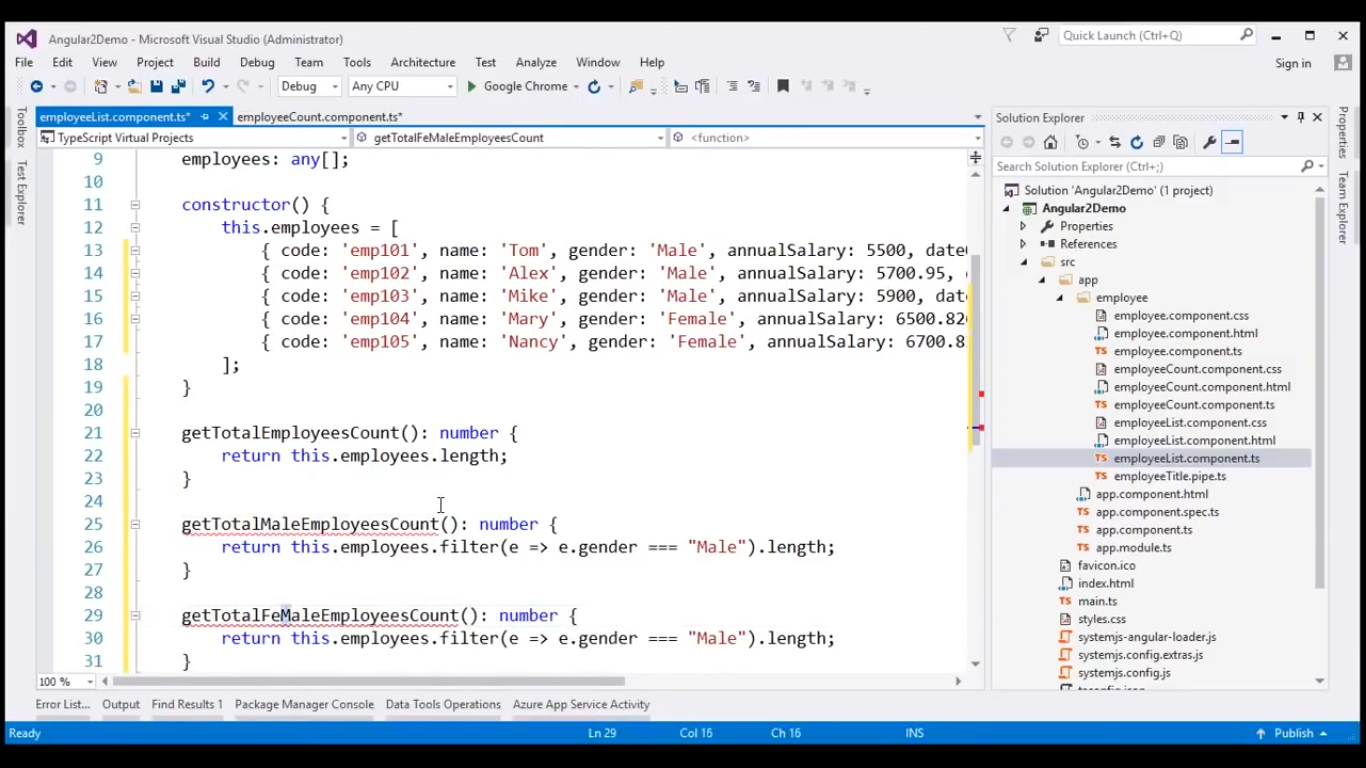 Angular2Demo - Microsoft Visual Studio (Administrator)
Quick Launch (Ctrl+Q)
File Edit View Project Build Debug Team Tools Architecture Test Analyze Window Help
Sign in
Debug Any CPU Google Chrome
employeeList.component.ts* employeeCount.component.ts*
TypeScript Virtual Projects getTotalFeMaleEmployeesCount <function>
Toolbox
Test Explorer
9 employees: any[];
10
11 constructor() {
12 this.employees = [
13 { code: 'emp101', name: 'Tom', gender: 'Male', annualSalary: 5500, date
14 { code: 'emp102', name: 'Alex', gender: 'Male', annualSalary: 5700.95,
15 { code: 'emp103', name: 'Mike', gender: 'Male', annualSalary: 5900, dat
16 { code: 'emp104', name: 'Mary', gender: 'Female', annualSalary: 6500.826
17 { code: 'emp105', name: 'Nancy', gender: 'Female', annualSalary: 6700.8
18 ];
19 }
20
21 getTotalEmployeesCount(): number {
22 return this.employees.length;
23 }
24
25 getTotalMaleEmployeesCount(): number {
26 return this.employees.filter(e => e.gender === "Male").length;
27 }
28
29 getTotalFeMaleEmployeesCount(): number {
30 return this.employees.filter(e => e.gender === "Male").length;
31 }
100 %
Solution Explorer
Search Solution Explorer (Ctrl+;)
Solution 'Angular2Demo' (1 project)
Angular2Demo
Properties
References
src
app
employee
employee.component.css
employee.component.html
employee.component.ts
employeeCount.component.css
employeeCount.component.html
employeeCount.component.ts
employeeList.component.css
employeeList.component.html
employeeList.component.ts
employeeTitle.pipe.ts
app.component.html
app.component.spec.ts
app.component.ts
app.module.ts
favicon.ico
index.html
main.ts
styles.css
systemjs-angular-loader.js
systemjs.config.extras.js
systemjs.config.js
Properties
Team Explorer
Error List... Output Find Results 1 Package Manager Console Data Tools Operations Azure App Service Activity
Ready Ln 29 Col 16 Ch 16 INS Publish